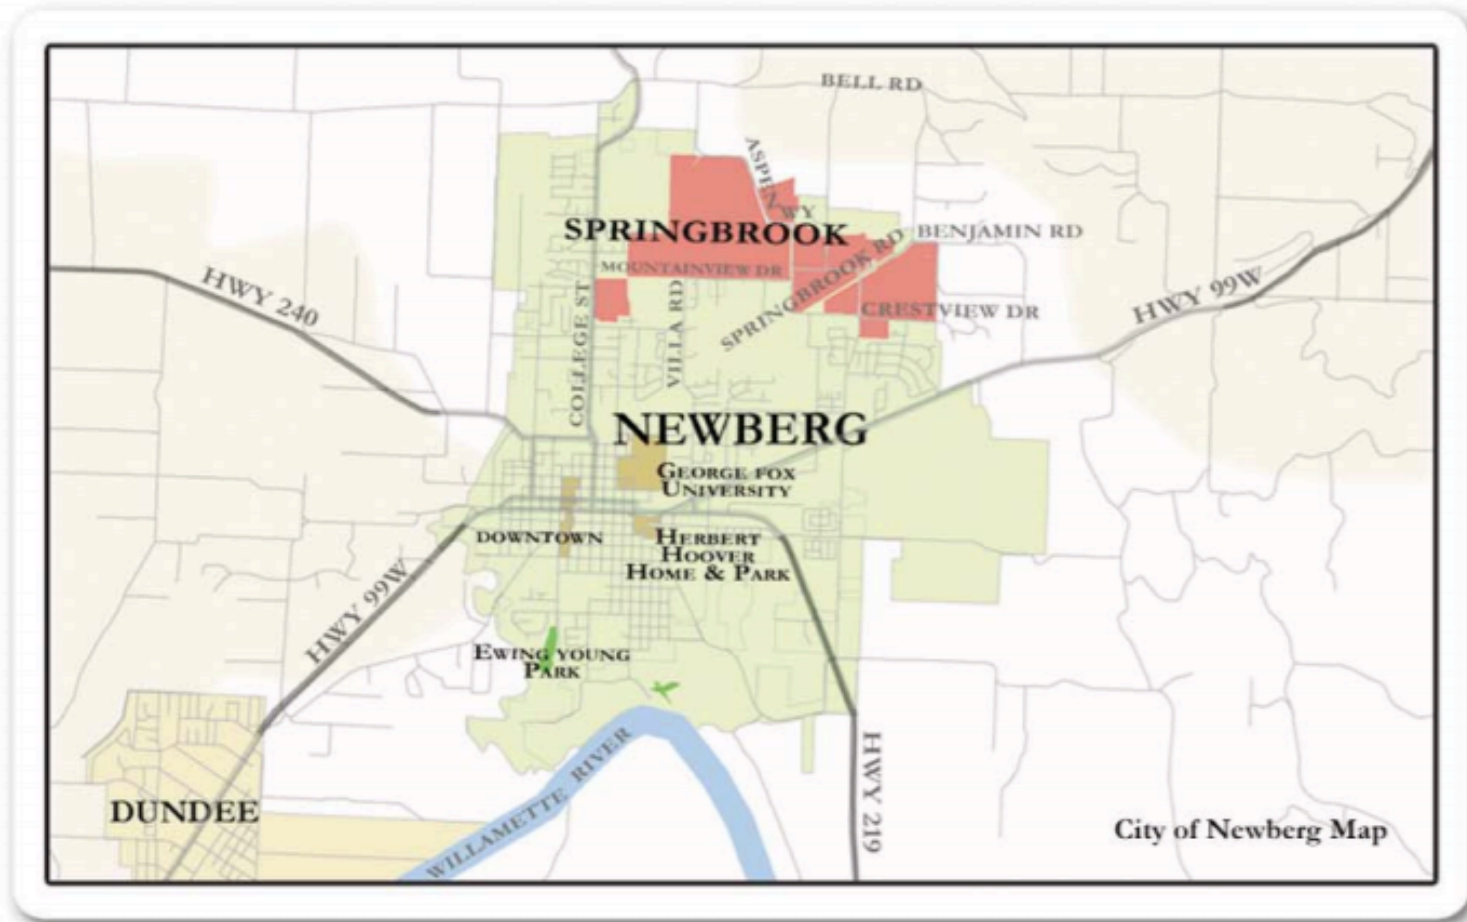 BELL RD
ASPEN WY
SPRINGBROOK
BENJAMIN RD
MOUNTAINVIEW DR
SPRINGBROOK RD
HWY 240
COLLEGE ST
VILLA RD
CRESTVIEW DR
HWY 99W
NEWBERG
GEORGE FOX
UNIVERSITY
DOWNTOWN
HERBERT
HOOVER
HOME & PARK
HWY 99W
EWING YOUNG
PARK
WILLAMETTE RIVER
HWY 219
DUNDEE
City of Newberg Map